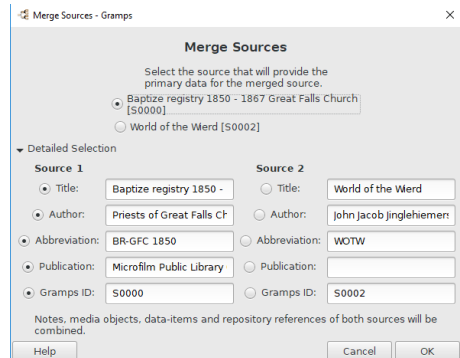 Merge Sources - Gramps
Merge Sources
Select the source that will provide the
primary data for the merged source.
Baptize registry 1850 - 1867 Great Falls Church
[S0000]
World of the Wierd [S0002]
Detailed Selection
Source 1 Source 2
Title: Baptize registry 1850 - Title: World of the Wierd
Author: Priests of Great Falls Ch Author: John Jacob Jinglehiemers
Abbreviation: BR-GFC 1850 Abbreviation: WOTW
Publication: Microfilm Public Library Publication:
Gramps ID: S0000 Gramps ID: S0002
Notes, media objects, data-items and repository references of both sources will be
combined.
Help Cancel OK